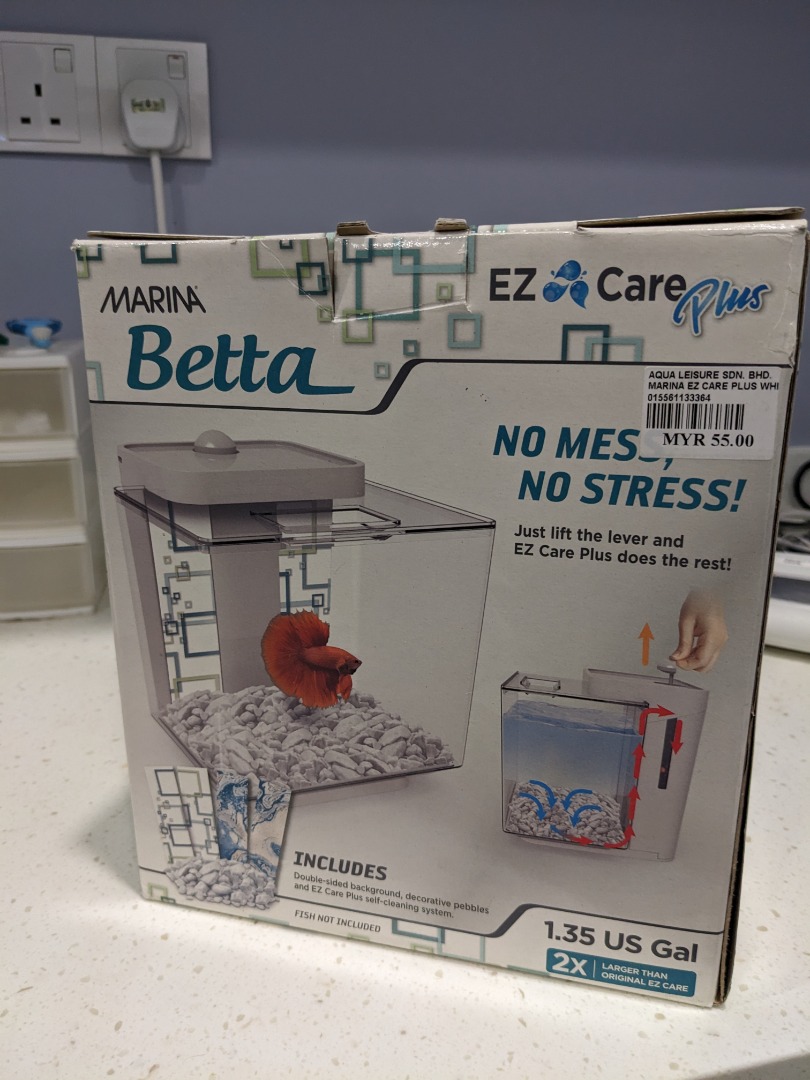 MARINA
Betta
EZ Care Plus
AQUA LEISURE SDN. BHD.
MARINA EZ CARE PLUS WHI
015561133364
MYR 55.00
NO MESS,
NO STRESS!
Just lift the lever and
EZ Care Plus does the rest!
INCLUDES
Double-sided background, decorative pebbles
and EZ Care Plus self-cleaning system.
FISH NOT INCLUDED
1.35 US Gal
2X
LARGER THAN
ORIGINAL EZ CARE